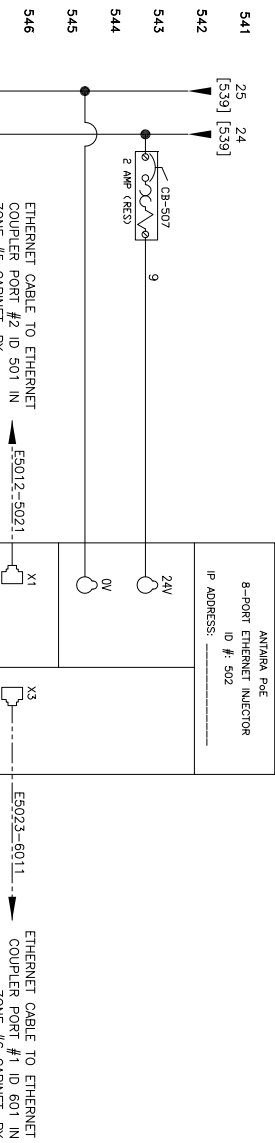 541
25
[539]
24
[539]
ANTAIRA PoE
8-PORT ETHERNET INJECTOR
ID #: 502
IP ADDRESS: __________
542
543
CB-507
2 AMP (RES)
9
24V
544
545
0V
546
ETHERNET CABLE TO ETHERNET
COUPLER PORT #2 ID 501 IN
E5012-5021
X1
X3
E5023-6011
ETHERNET CABLE TO ETHERNET
COUPLER PORT #1 ID 601 IN